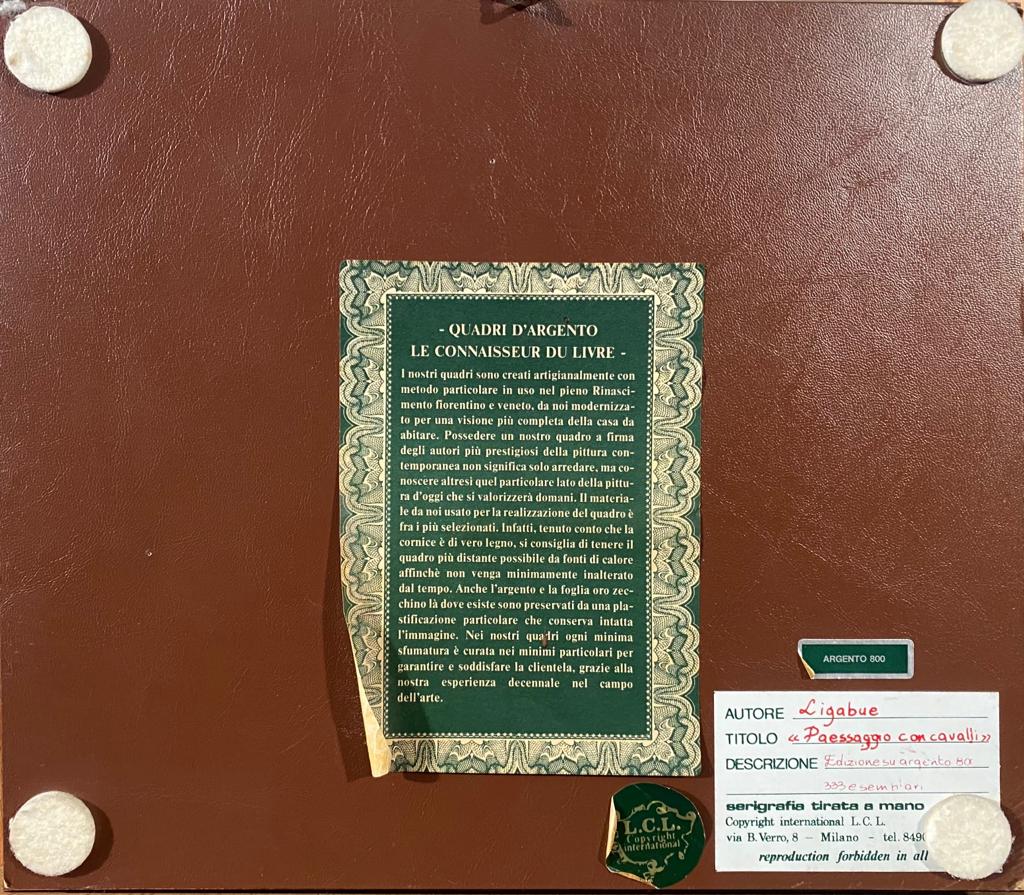 - QUADRI D'ARGENTO
LE CONNAISSEUR DU LIVRE -
I nostri quadri sono creati artigianalmente con
metodo particolare in uso nel pieno Rinasci-
mento fiorentino e veneto, da noi modernizza-
to per una visione più completa della casa da
abitare. Possedere un nostro quadro a firma
degli autori più prestigiosi della pittura con-
temporanea non significa solo arredare, ma co-
noscere altresì quel particolare lato della pittu-
ra d'oggi che si valorizzerà domani. Il materia-
le da noi usato per la realizzazione del quadro è
fra i più selezionati. Infatti, tenuto conto che la
cornice è di vero legno, si consiglia di tenere il
quadro più distante possibile da fonti di calore
affinchè non venga minimamente inalterato
dal tempo. Anche l'argento e la foglia oro zec-
chino là dove esiste sono preservati da una pla-
stificazione particolare che conserva intatta
l'immagine. Nei nostri quadri ogni minima
sfumatura è curata nei minimi particolari per
garantire e soddisfare la clientela, grazie alla
nostra esperienza decennale nel campo
dell'arte.
ARGENTO 800
AUTORE Ligabue
TITOLO « Paessaggio con cavalli »
DESCRIZIONE Edizione su argento
333 esemplari
serigrafia tirata a mano
Copyright international L. C. L.
via B. Verro, 8 – Milano – tel. 849
reproduction forbidden in all
L.C.L.
Copyright
international